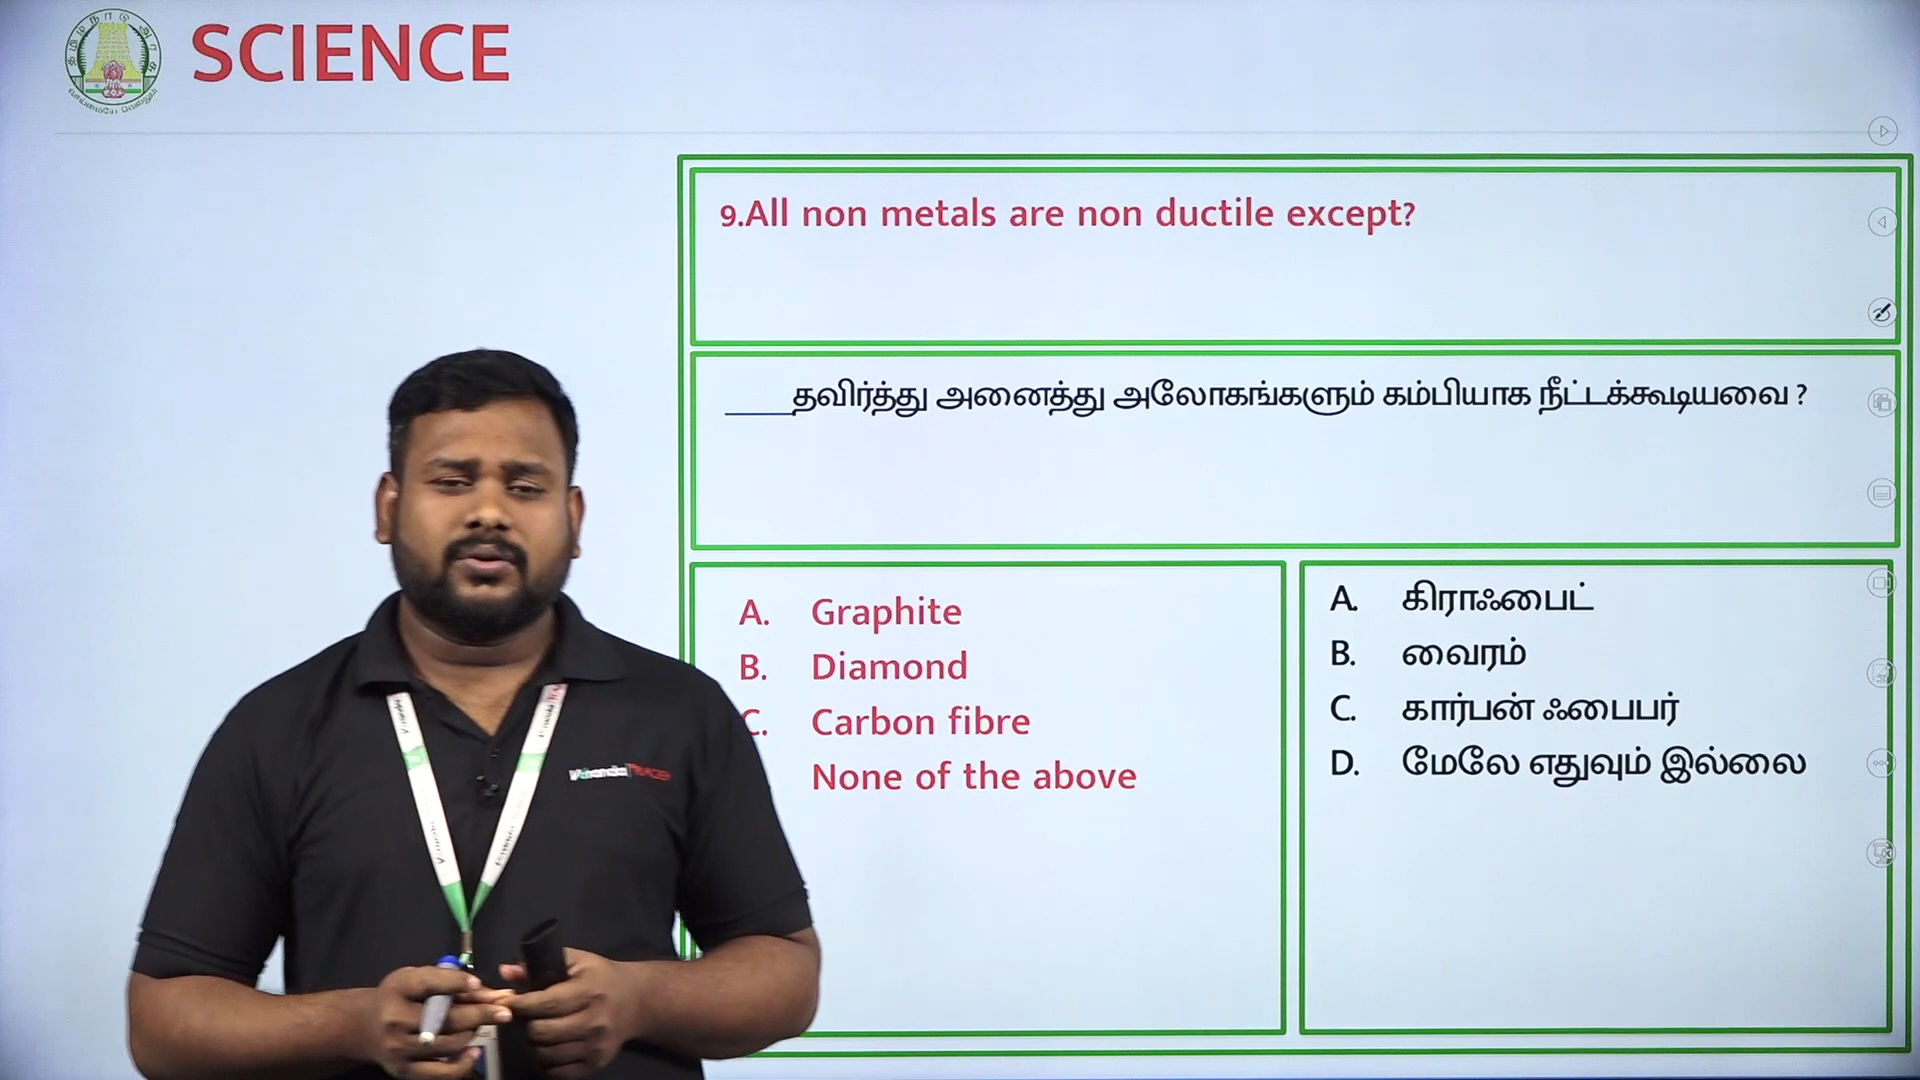 SCIENCE
9.All non metals are non ductile except?
____தவிர்த்து அனைத்து அலோகங்களும் கம்பியாக நீட்டக்கூடியவை ?
A. Graphite
B. Diamond
C. Carbon fibre
None of the above
A. கிராஃபைட்
B. வைரம்
C. கார்பன் ஃபைபர்
D. மேலே எதுவும் இல்லை